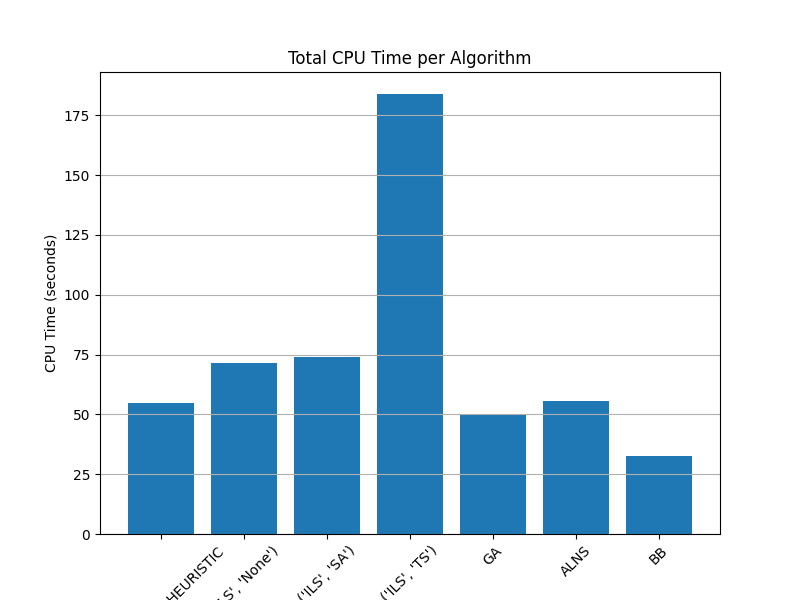 Total CPU Time per Algorithm
CPU Time (seconds)
175
150
125
100
75
50
25
0
HEURISTIC
'None')
('ILS', 'SA')
('ILS', 'TS')
GA
ALNS
BB